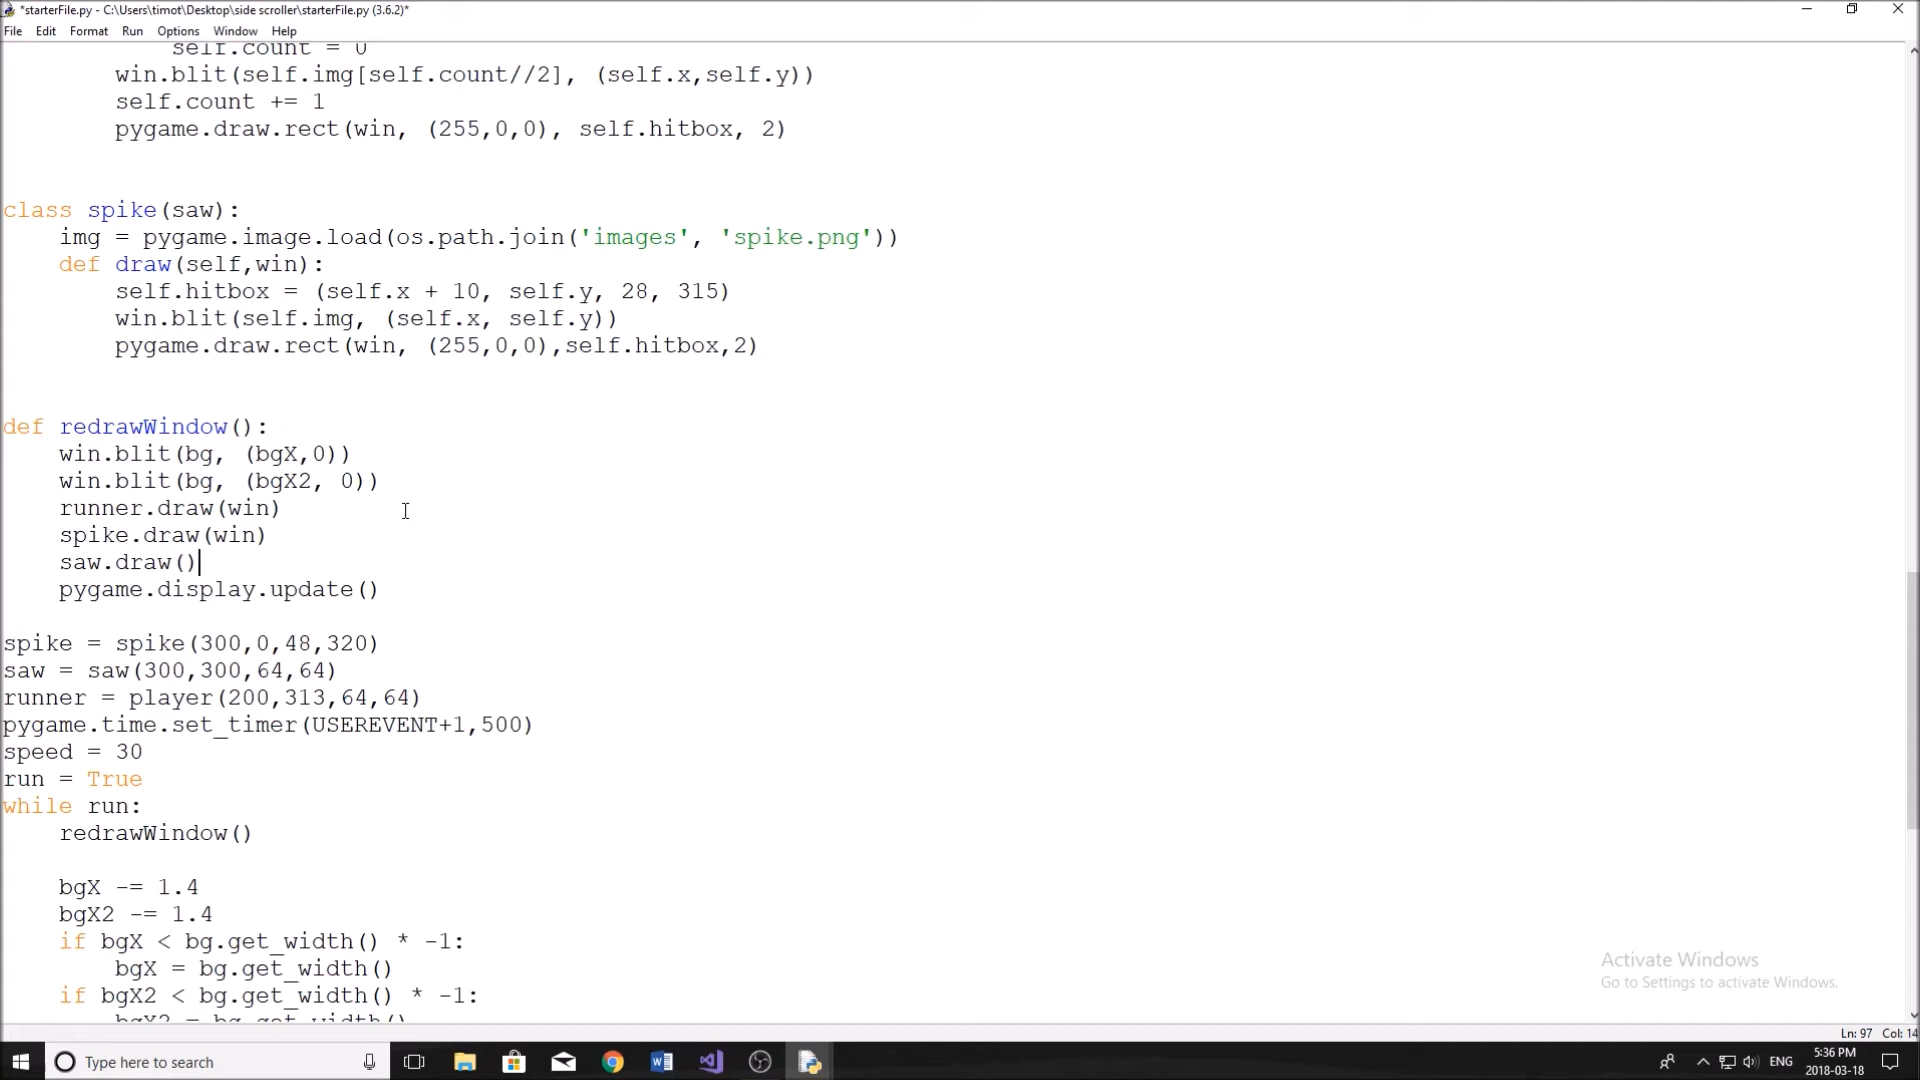 *starterFile.py - C:\Users\timot\Desktop\side scroller\starterFile.py (3.6.2)*
File Edit Format Run Options Window Help
self.count = 0
win.blit(self.img[self.count//2], (self.x,self.y))
self.count += 1
pygame.draw.rect(win, (255,0,0), self.hitbox, 2)
class spike(saw):
img = pygame.image.load(os.path.join('images', 'spike.png'))
def draw(self,win):
self.hitbox = (self.x + 10, self.y, 28, 315)
win.blit(self.img, (self.x, self.y))
pygame.draw.rect(win, (255,0,0),self.hitbox,2)
def redrawWindow():
win.blit(bg, (bgX,0))
win.blit(bg, (bgX2, 0))
runner.draw(win)
spike.draw(win)
saw.draw()
pygame.display.update()
spike = spike(300,0,48,320)
saw = saw(300,300,64,64)
runner = player(200,313,64,64)
pygame.time.set_timer(USEREVENT+1,500)
speed = 30
run = True
while run:
redrawWindow()
bgX -= 1.4
bgX2 -= 1.4
if bgX < bg.get_width() * -1:
bgX = bg.get_width()
if bgX2 < bg.get_width() * -1:
bgX2 = bg.get_width()
Activate Windows
Go to Settings to activate Windows.
Ln: 97 Col: 14
Type here to search
ENG
5:36 PM
2018-03-18